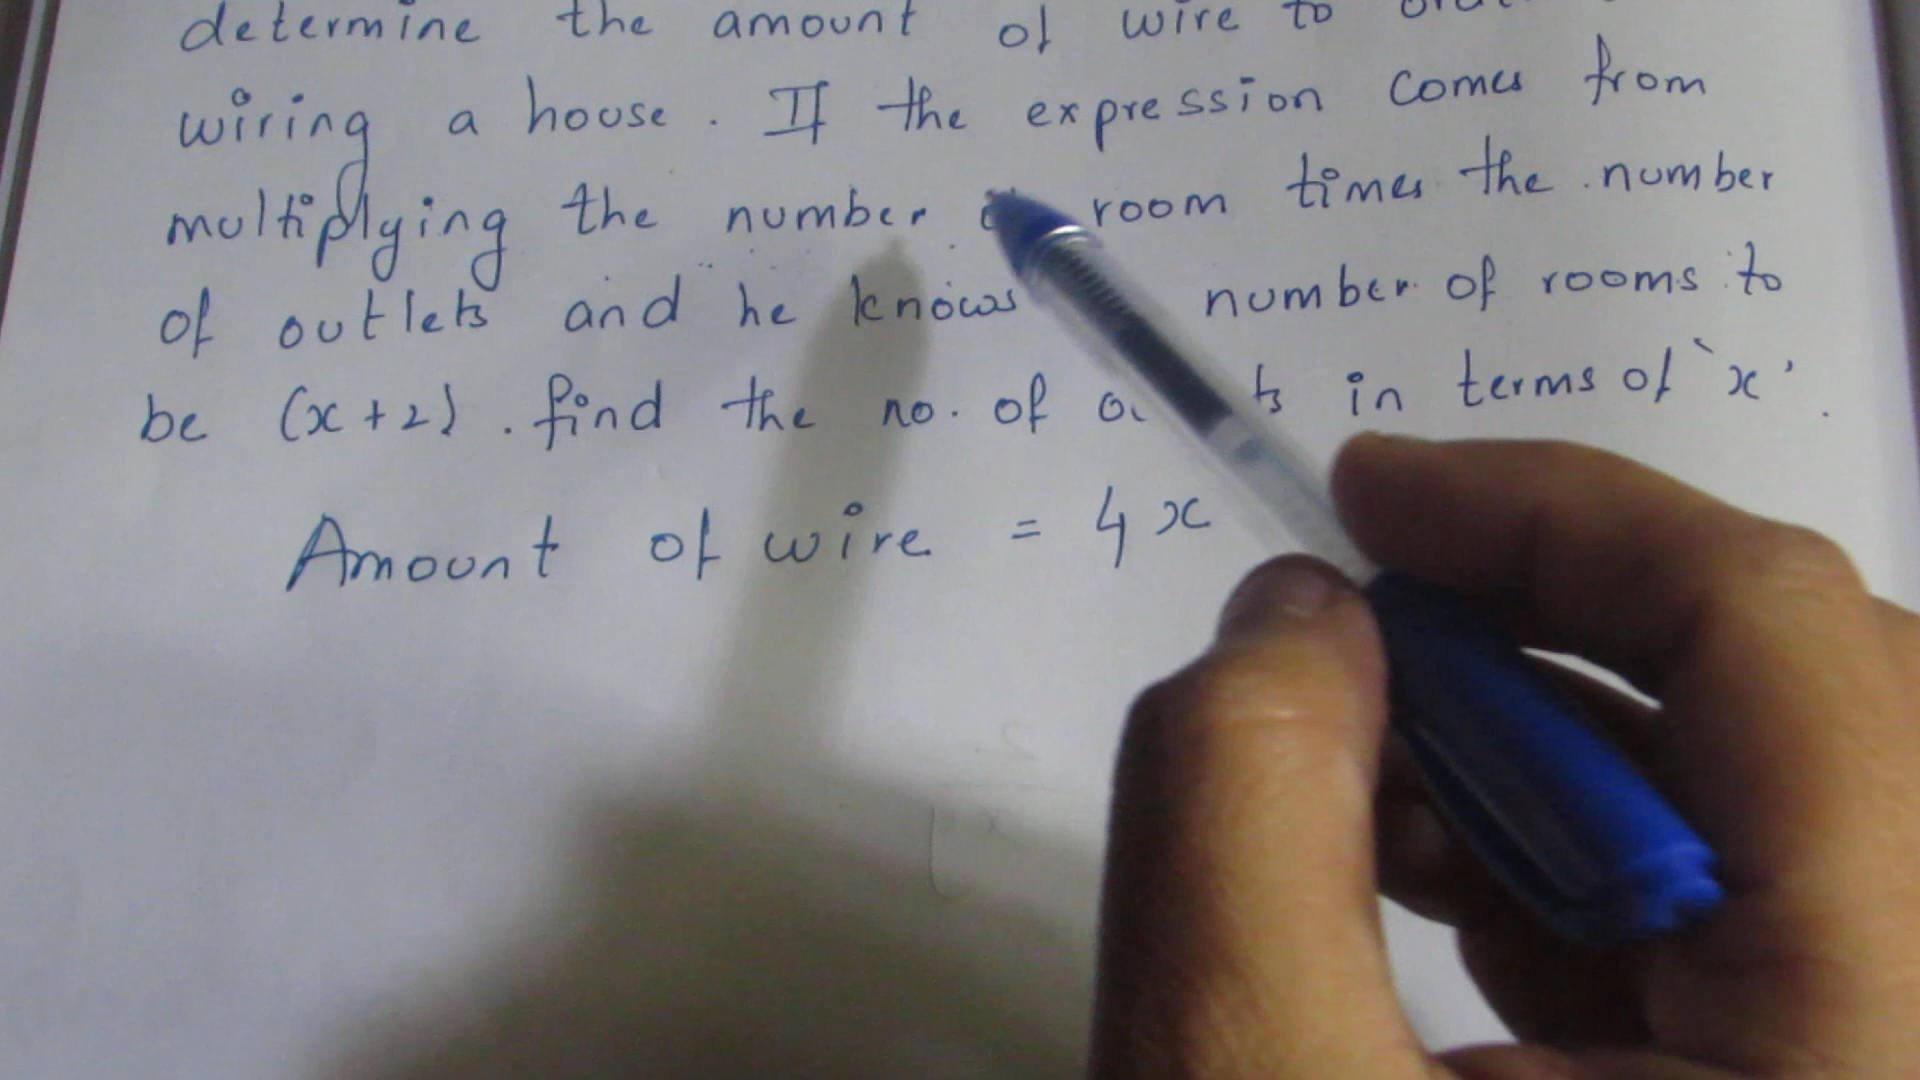 determine the amount of wire to
wiring a house. If the expression comes from
multiplying the number room times the number
of outlets and he knows number of rooms to
be (x+2). find the no. of in terms of `x'.
Amount of wire = 4x